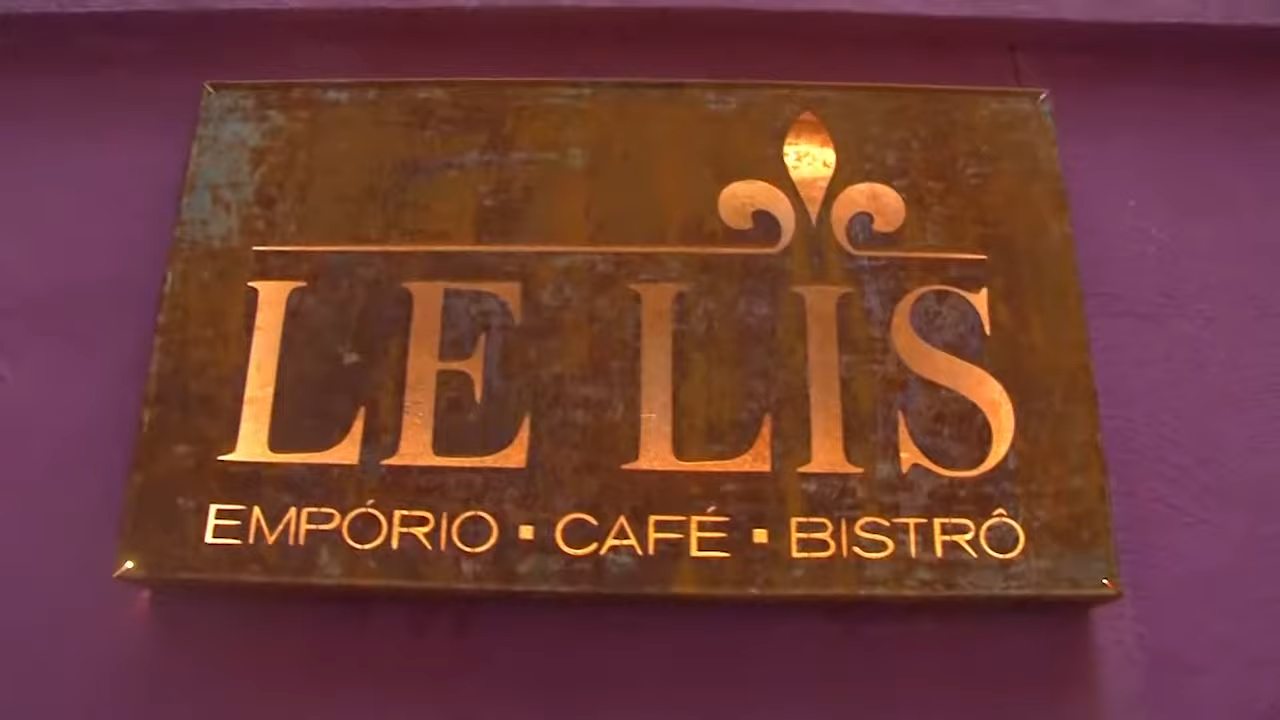 LE LIS
EMPÓRIO ▪ CAFÉ ▪ BISTRÔ